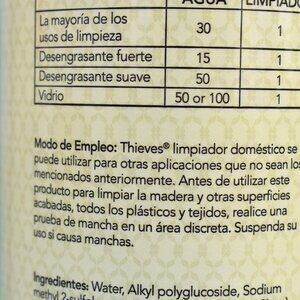 AGUA LIMPIADO
La mayoría de los
usos de limpieza 30 1
Desengrasante fuerte 15 1
Desengrasante suave 50 1
Vidrio 50 or 100 1
Modo de Empleo: Thieves® limpiador doméstico se
puede utilizar para otras aplicaciones que no sean los
mencionados anteriormente. Antes de utilizar este
producto para limpiar la madera y otras superficies
acabadas, todos los plásticos y tejidos, realice una
prueba de mancha en un área discreta. Suspenda su
uso si causa manchas.
Ingredientes: Water, Alkyl polyglucoside, Sodium
methyl 2-sulfol